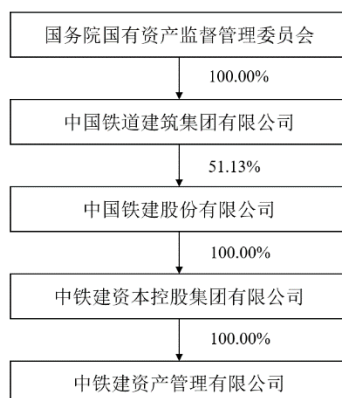 国务院国有资产监督管理委员会
100.00%
中国铁道建筑集团有限公司
51.13%
中国铁建股份有限公司
100.00%
中铁建资本控股集团有限公司
100.00%
中铁建资产管理有限公司